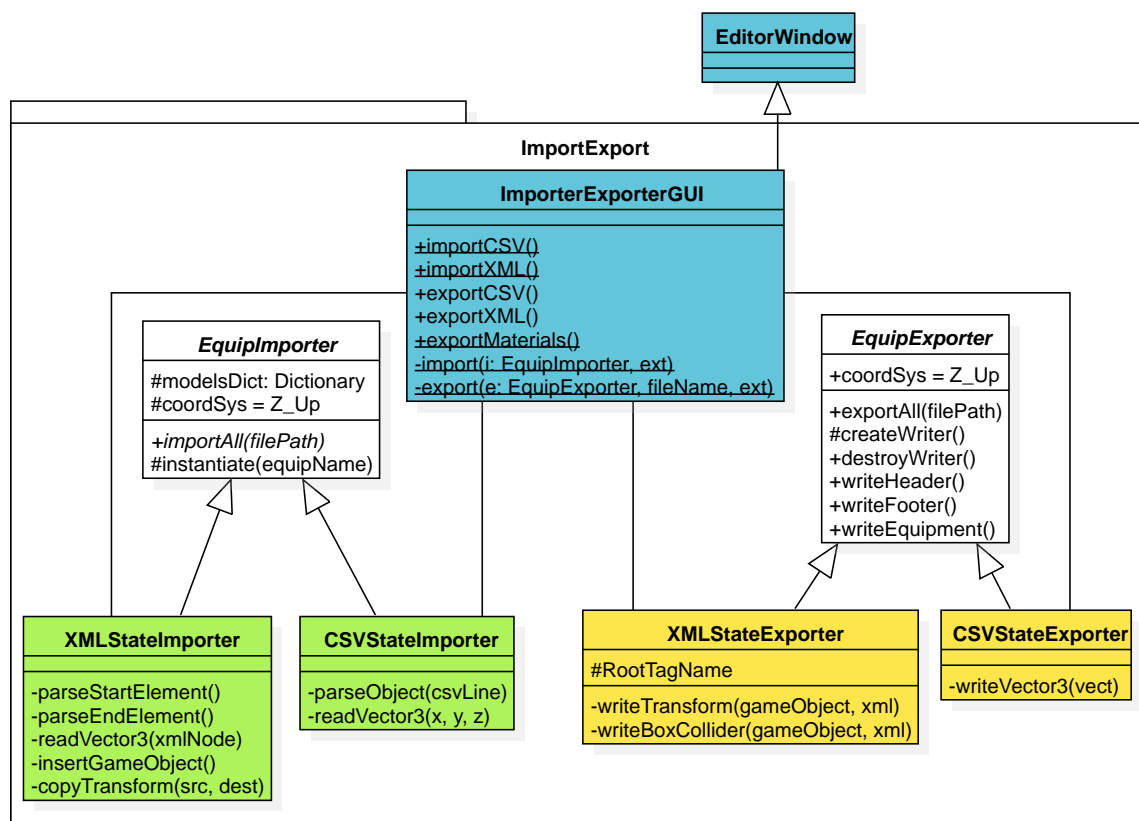 EditorWindow
ImportExport
ImporterExporterGUI
+importCSV()
+importXML()
+exportCSV()
+exportXML()
+exportMaterials()
-import(i: EquipImporter, ext)
-export(e: EquipExporter, fileName, ext)
EquipImporter
#modelsDict: Dictionary
#coordSys = Z_Up
+importAll(filePath)
#instantiate(equipName)
EquipExporter
+coordSys = Z_Up
+exportAll(filePath)
#createWriter()
+destroyWriter()
+writeHeader()
+writeFooter()
+writeEquipment()
XMLStateImporter
-parseStartElement()
-parseEndElement()
-readVector3(xmlNode)
-insertGameObject()
-copyTransform(src, dest)
CSVStateImporter
-parseObject(csvLine)
-readVector3(x, y, z)
XMLStateExporter
#RootTagName
-writeTransform(gameObject, xml)
-writeBoxCollider(gameObject, xml)
CSVStateExporter
-writeVector3(vect)